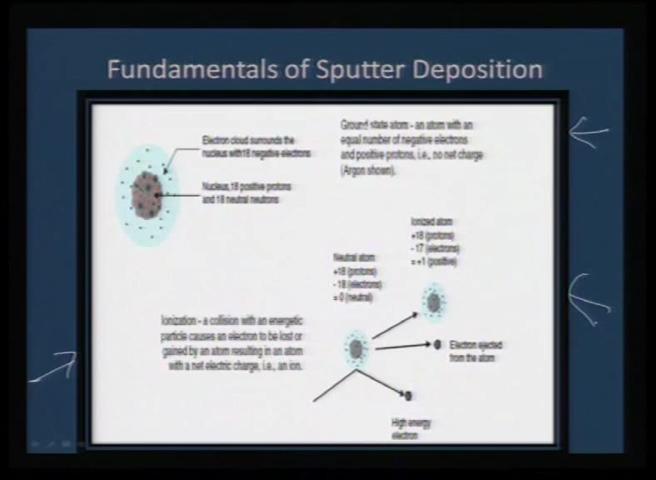 Fundamentals of Sputter Deposition
Electron cloud surrounds the
nucleus with 18 negative electrons
Nucleus, 18 positive protons
and 18 neutral neutrons
Ground state atom - an atom with an
equal number of negative electrons
and positive protons, i.e., no net charge
(Argon shown).
Ionized atom
+18 (protons)
- 17 (electrons)
= +1 (positive)
Neutral atom
+18 (protons)
- 18 (electrons)
= 0 (neutral)
Ionization - a collision with an energetic
particle causes an electron to be lost or
gained by an atom resulting in an atom
with a net electric charge, i.e., an ion.
Electron ejected
from the atom
High energy
electron